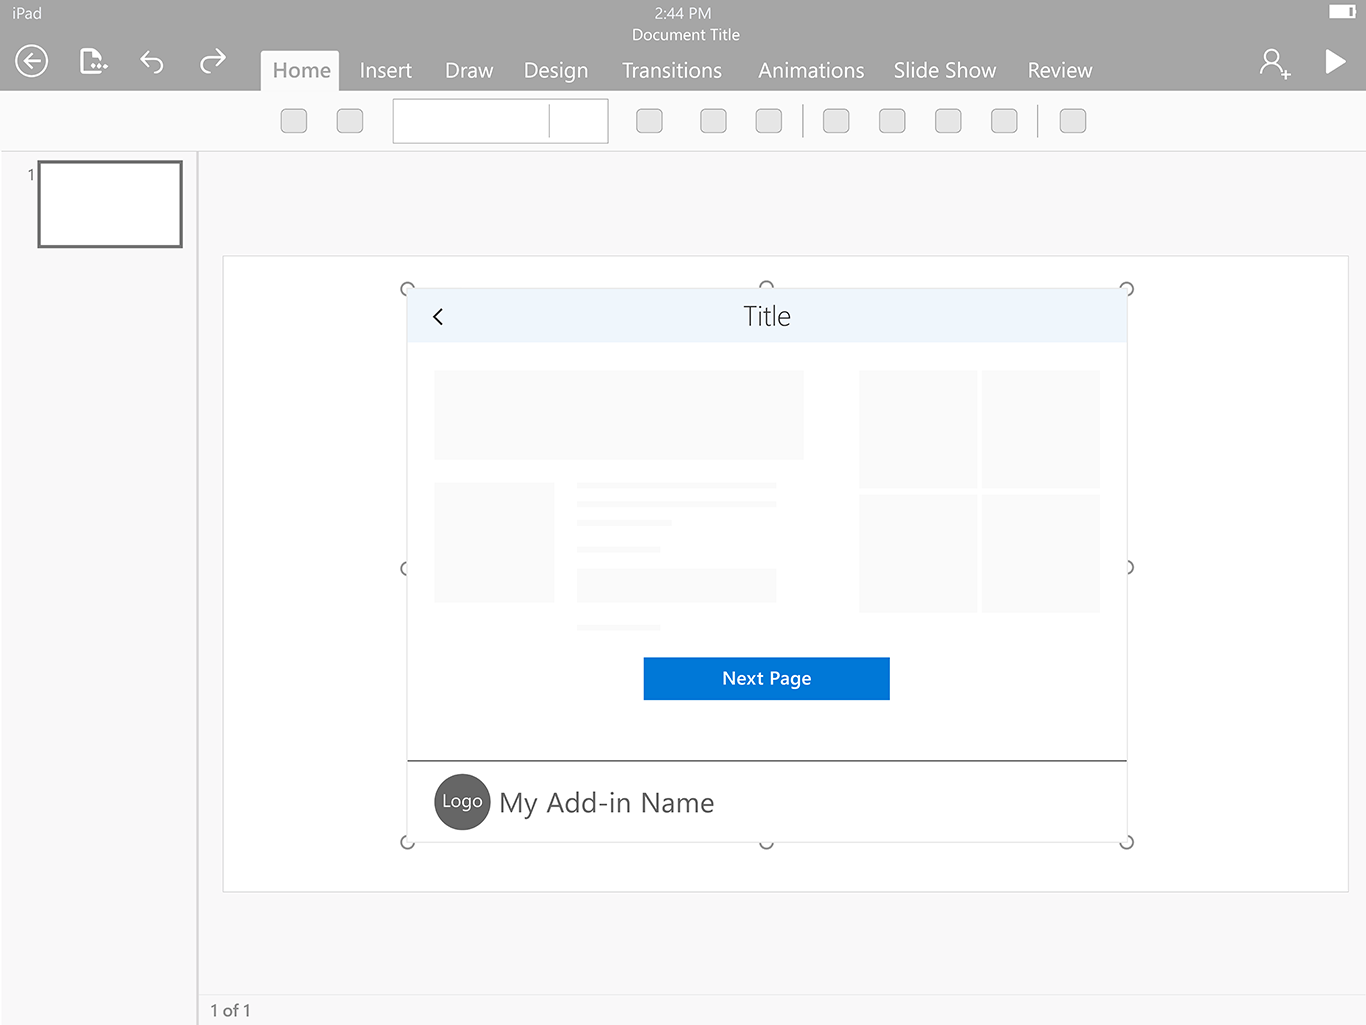 iPad
2:44 PM
Document Title
Home Insert Draw Design Transitions Animations Slide Show Review
1
Title
Next Page
Logo My Add-in Name
1 of 1